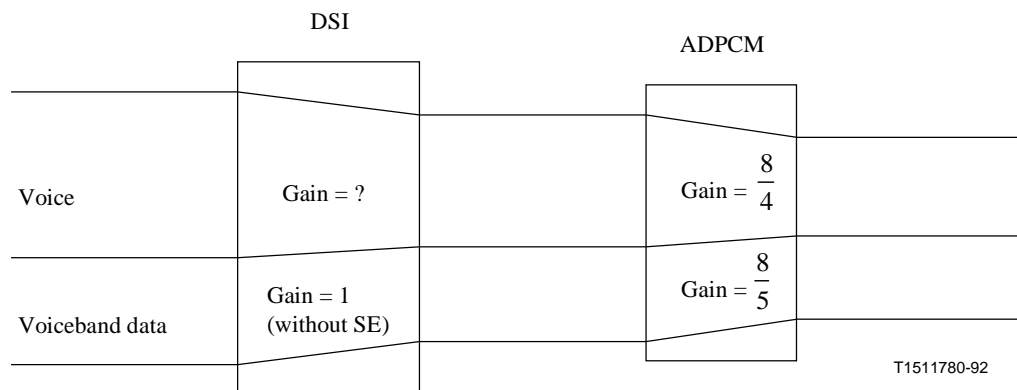 DSI
ADPCM
Voice
Gain = ?
Gain = 8/4
Voiceband data
Gain = 1
(without SE)
Gain = 8/5
T1511780-92